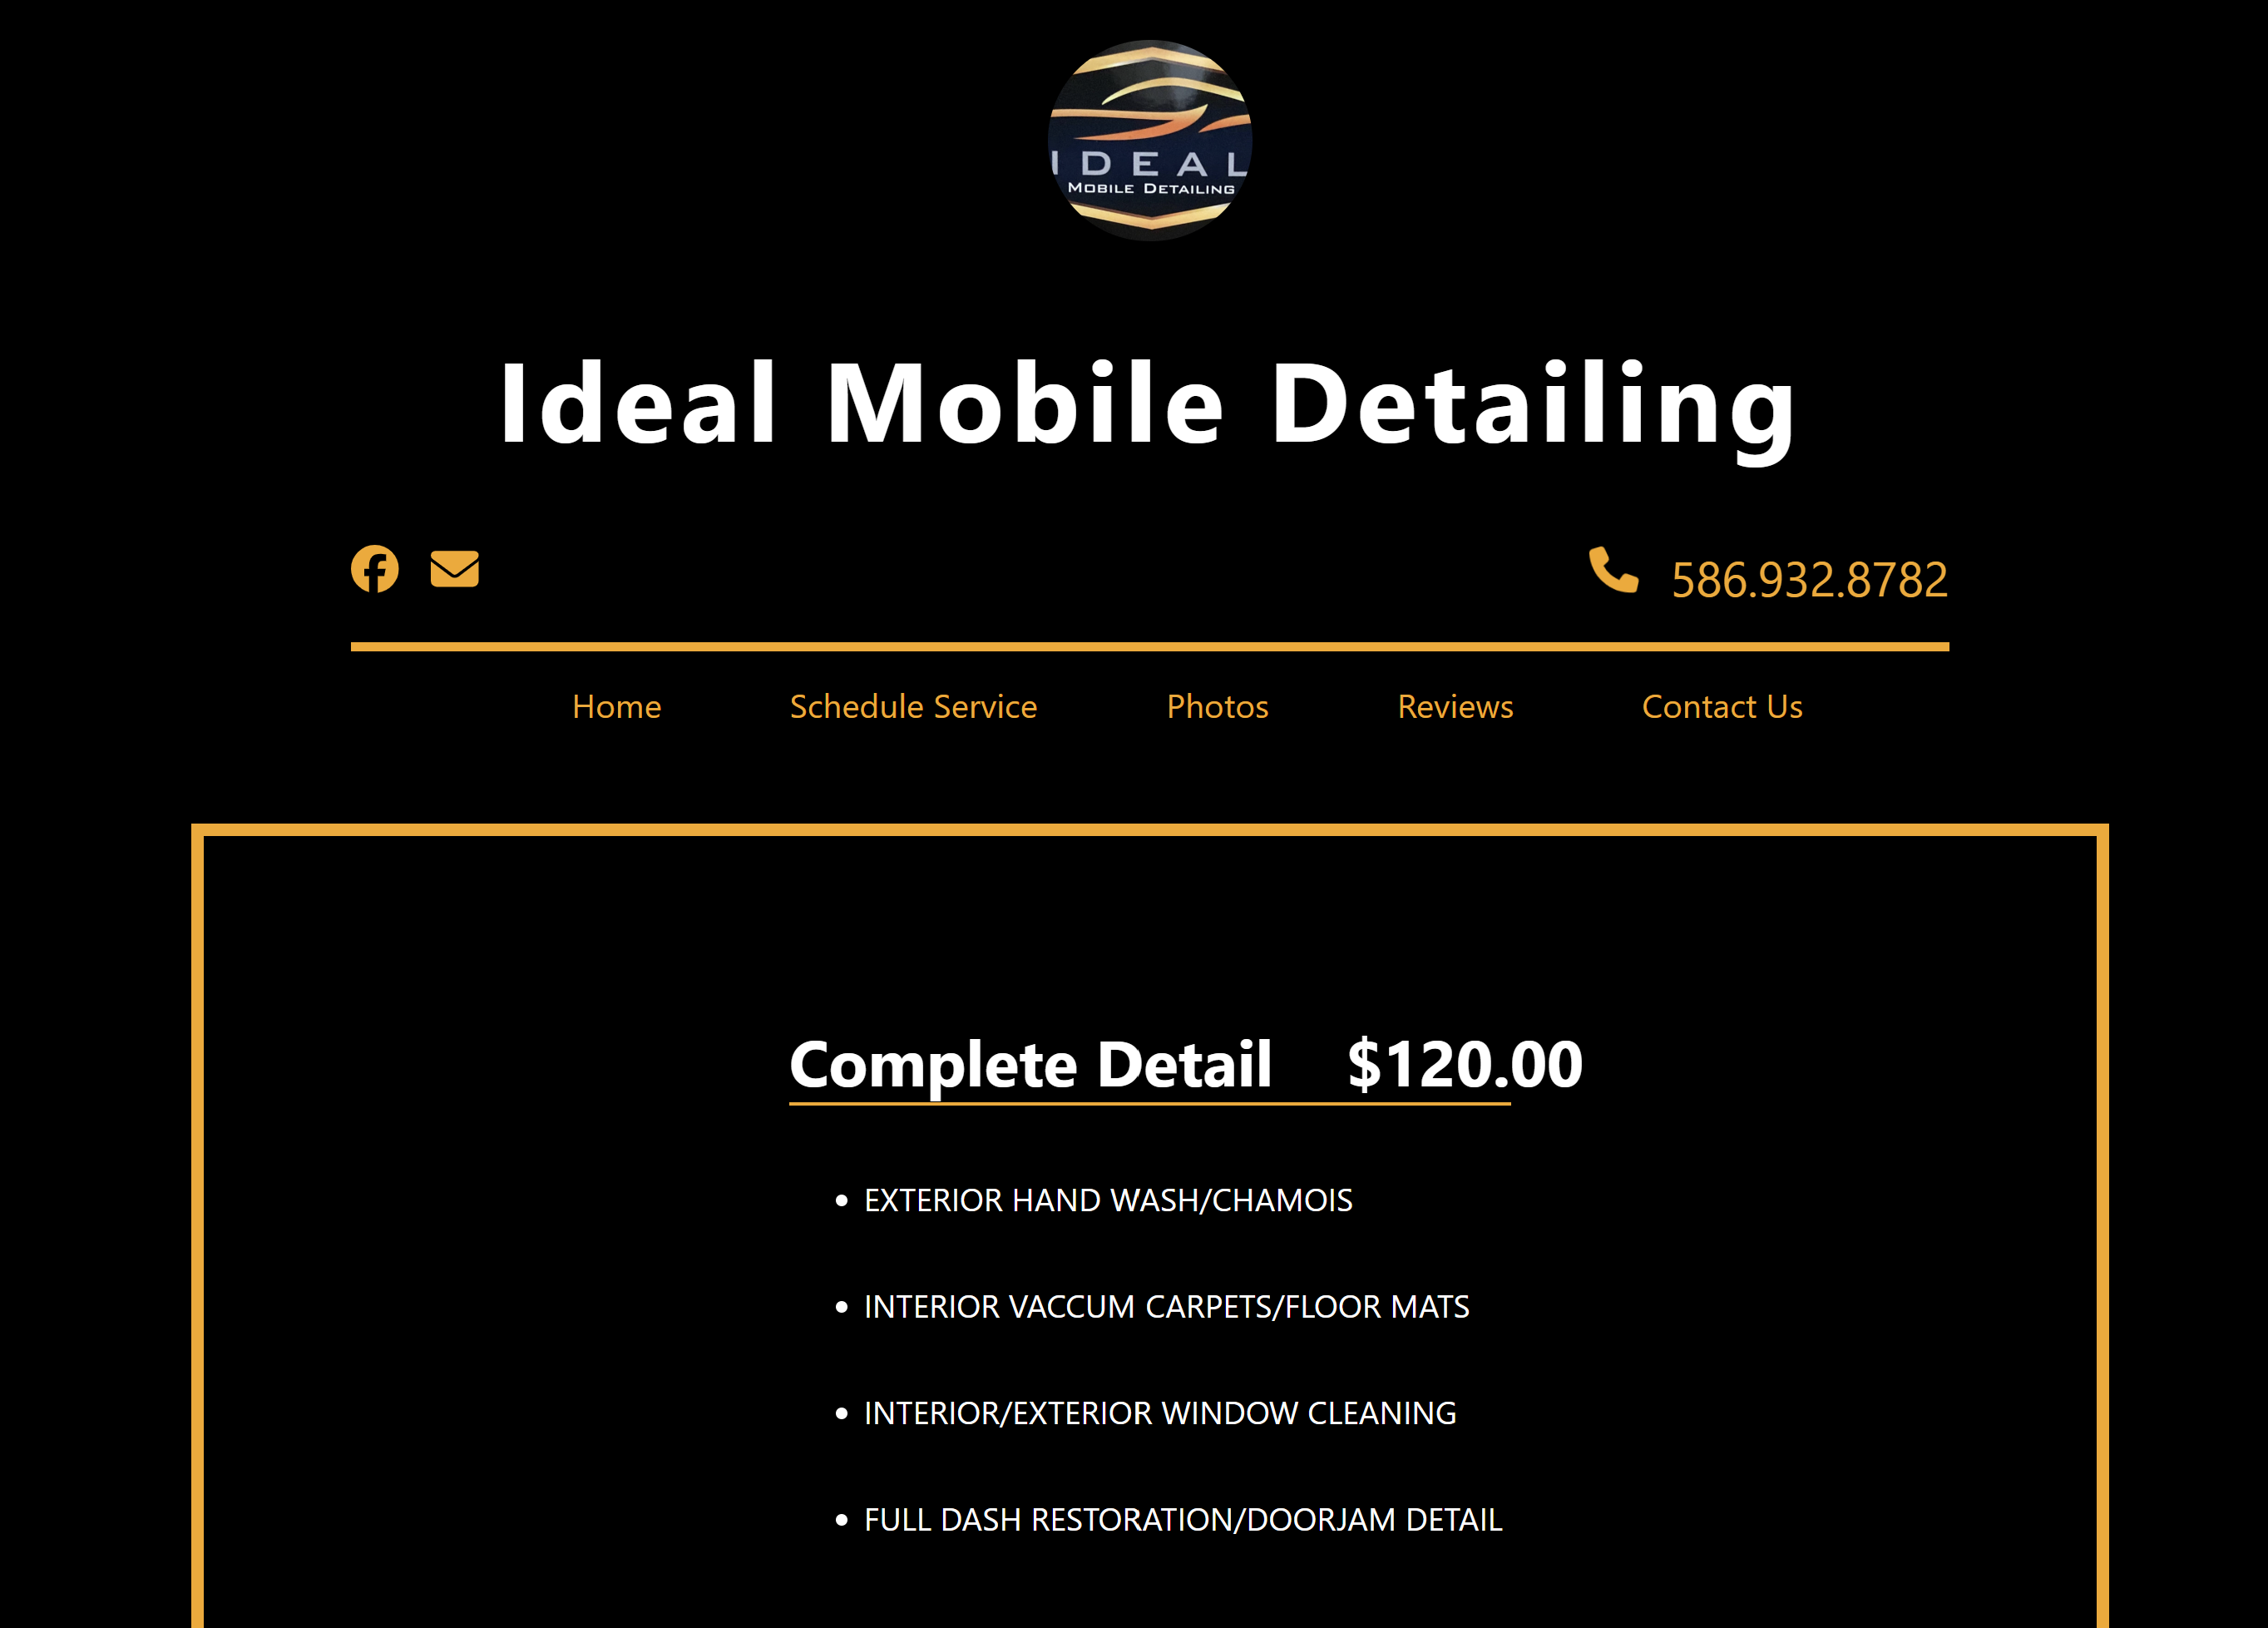 IDEAL
MOBILE DETAILING
Ideal Mobile Detailing
586.932.8782
Home Schedule Service Photos Reviews Contact Us
Complete Detail $120.00
• EXTERIOR HAND WASH/CHAMOIS
• INTERIOR VACCUM CARPETS/FLOOR MATS
• INTERIOR/EXTERIOR WINDOW CLEANING
• FULL DASH RESTORATION/DOORJAM DETAIL